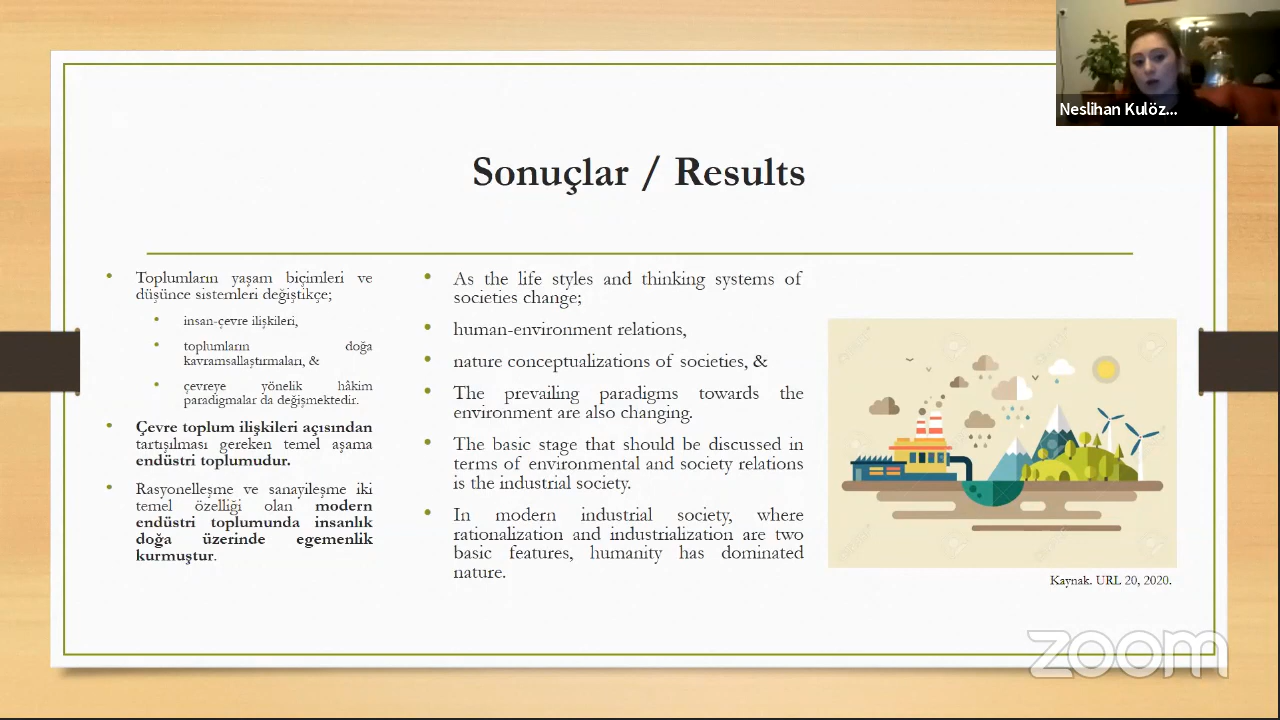 Neslihan Kulöz...
Sonuçlar / Results
Toplumların yaşam biçimleri ve
düşünce sistemleri değiştikçe;
insan-çevre ilişkileri,
toplumların doğa
kavramsallaştırmaları, &
çevreye yönelik hâkim
paradigmalar da değişmektedir.
Çevre toplum ilişkileri açısından
tartışılması gereken temel aşama
endüstri toplumudur.
Rasyonelleşme ve sanayileşme iki
temel özelliği olan modern
endüstri toplumunda insanlık
doğa üzerinde egemenlik
kurmuştur.
As the life styles and thinking systems of
societies change;
human-environment relations,
nature conceptualizations of societies, &
The prevailing paradigms towards the
environment are also changing.
The basic stage that should be discussed in
terms of environmental and society relations
is the industrial society.
In modern industrial society, where
rationalization and industrialization are two
basic features, humanity has dominated
nature.
Kaynak. URL 20, 2020.
zoom